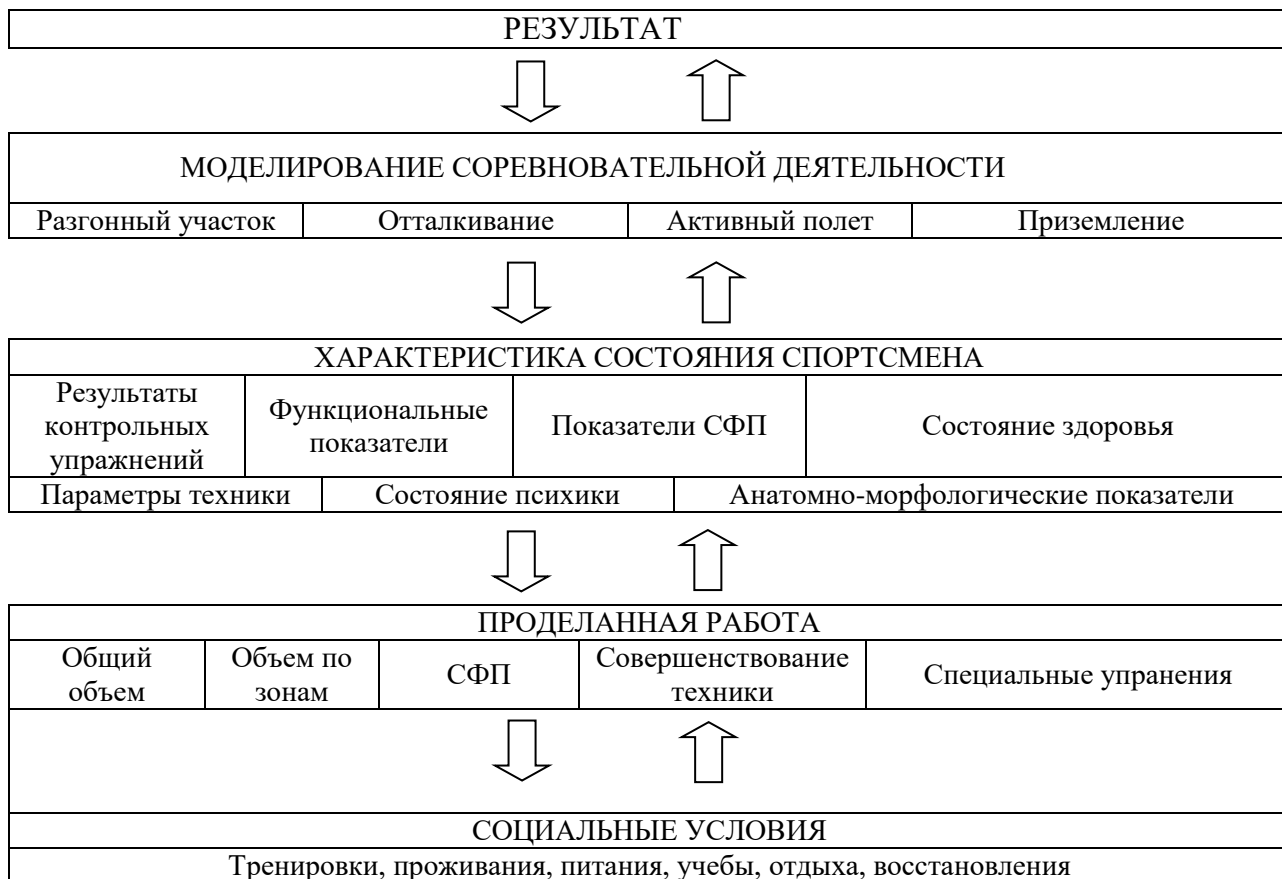 РЕЗУЛЬТАТ
МОДЕЛИРОВАНИЕ СОРЕВНОВАТЕЛЬНОЙ ДЕЯТЕЛЬНОСТИ
Разгонный участок
Отталкивание
Активный полет
Приземление
ХАРАКТЕРИСТИКА СОСТОЯНИЯ СПОРТСМЕНА
Результаты
контрольных
упражнений
Функциональные
показатели
Показатели СФП
Состояние здоровья
Параметры техники
Состояние психики
Анатомно-морфологические показатели
ПРОДЕЛАННАЯ РАБОТА
Общий
объем
Объем по
зонам
СФП
Совершенствование
техники
Специальные упранения
СОЦИАЛЬНЫЕ УСЛОВИЯ
Тренировки, проживания, питания, учебы, отдыха, восстановления